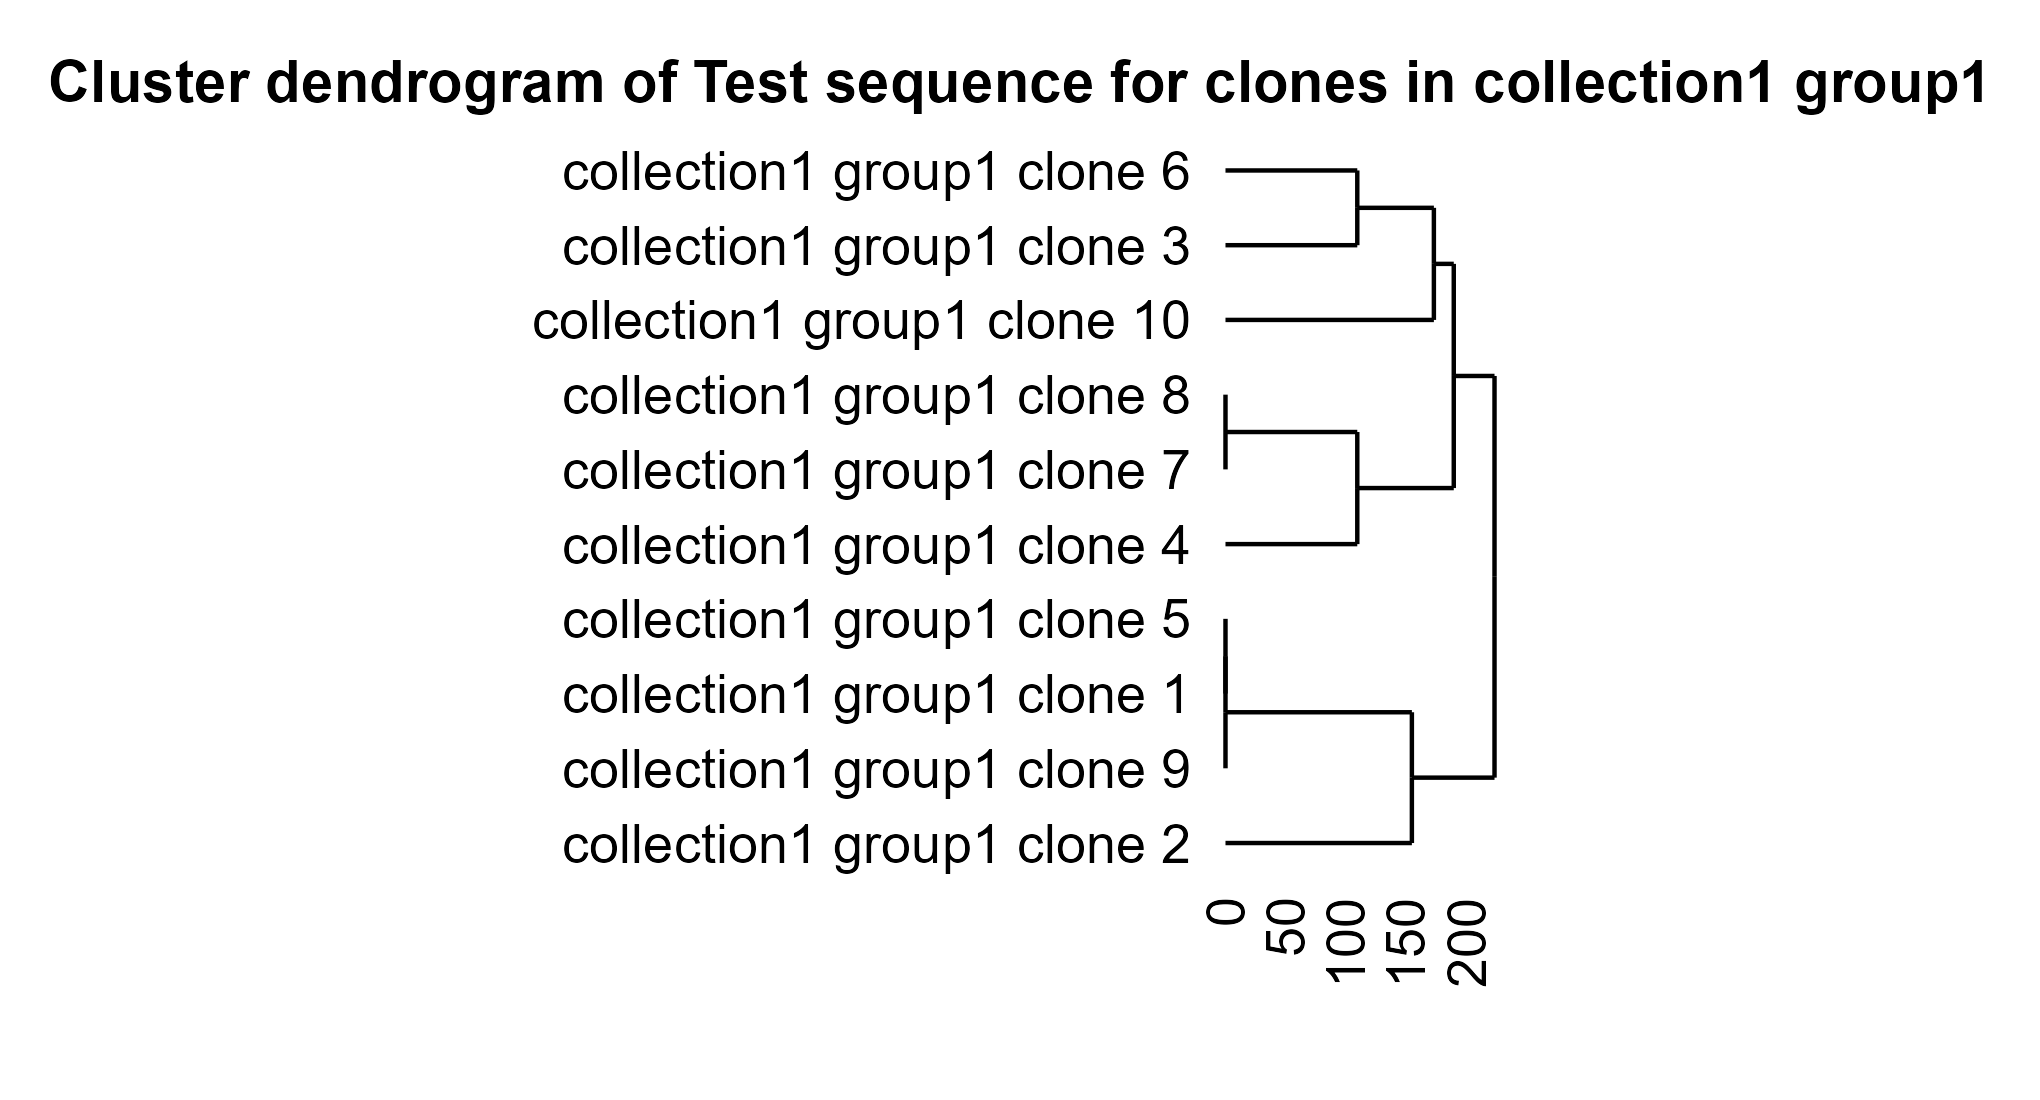 Cluster dendrogram of Test sequence for clones in collection1 group1
collection1 group1 clone 6
collection1 group1 clone 3
collection1 group1 clone 10
collection1 group1 clone 8
collection1 group1 clone 7
collection1 group1 clone 4
collection1 group1 clone 5
collection1 group1 clone 1
collection1 group1 clone 9
collection1 group1 clone 2
0
50
100
150
200